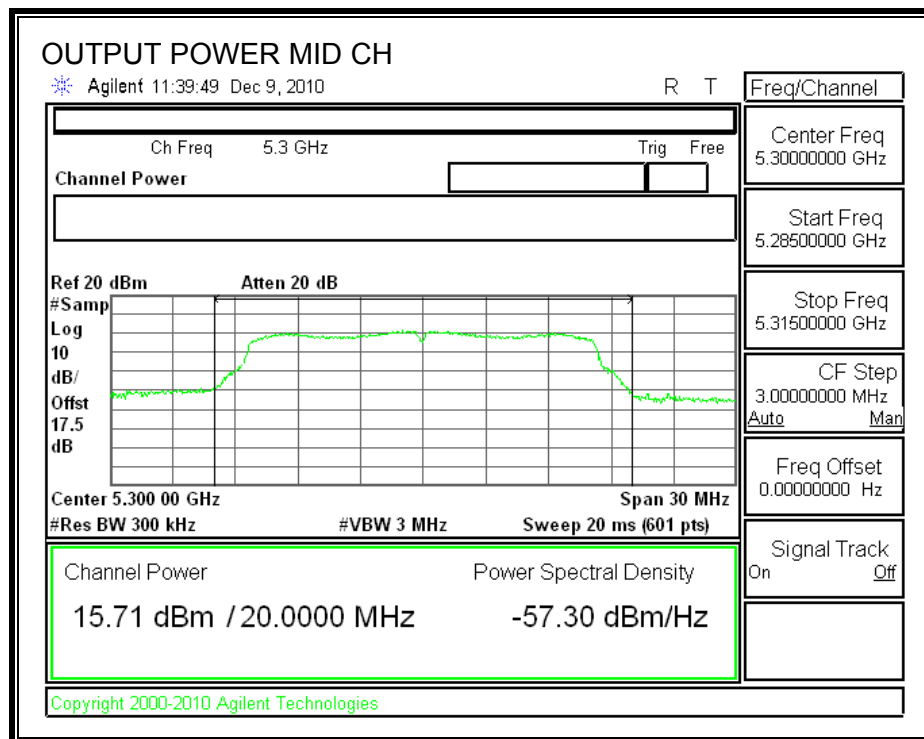 OUTPUT POWER MID CH
Agilent 11:39:49 Dec 9, 2010 R T
Freq/Channel
Ch Freq 5.3 GHz Trig Free
Channel Power
Ref 20 dBm Atten 20 dB
#Samp
Log
10
dB/
Offst
17.5
dB
Center 5.300 00 GHz Span 30 MHz
#Res BW 300 kHz #VBW 3 MHz Sweep 20 ms (601 pts)
Channel Power Power Spectral Density
15.71 dBm / 20.0000 MHz -57.30 dBm/Hz
Center Freq
5.30000000 GHz
Start Freq
5.28500000 GHz
Stop Freq
5.31500000 GHz
CF Step
3.00000000 MHz
Auto Man
Freq Offset
0.00000000 Hz
Signal Track
On Off
Copyright 2000-2010 Agilent Technologies